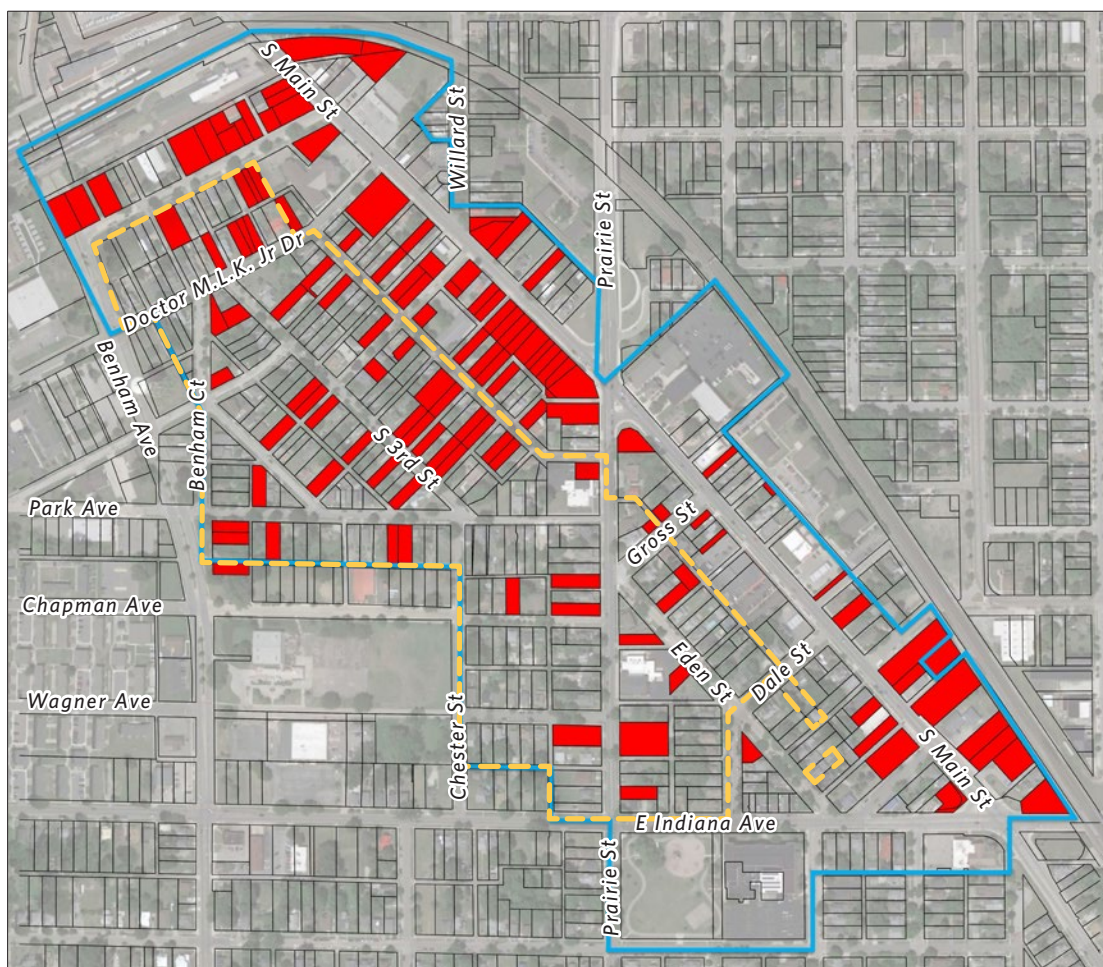 S Main St
Willard St
Prairie St
Doctor M.L.K. Jr Dr
Benham Ave
Benham Ct
S 3rd St
Park Ave
Gross St
Chapman Ave
Eden St
Dale St
Wagner Ave
Chester St
S Main St
E Indiana Ave
Prairie St